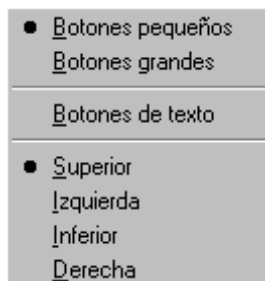 Botones pequeños
Botones grandes
Botones de texto
Superior
Izquierda
Inferior
Derecha